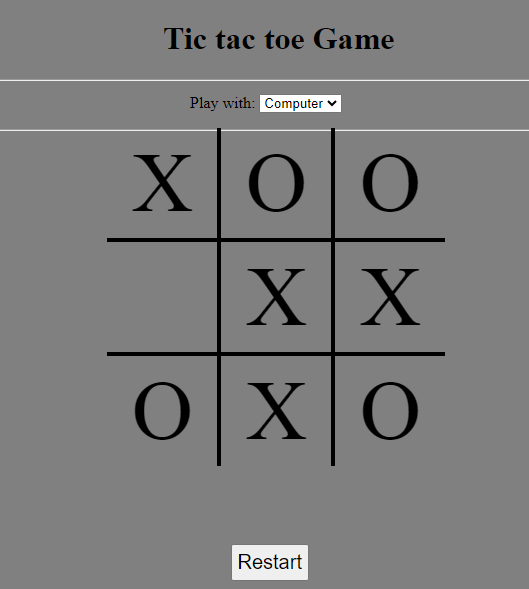 Tic tac toe Game
Play with: Computer
X O O
X X
O X O
Restart